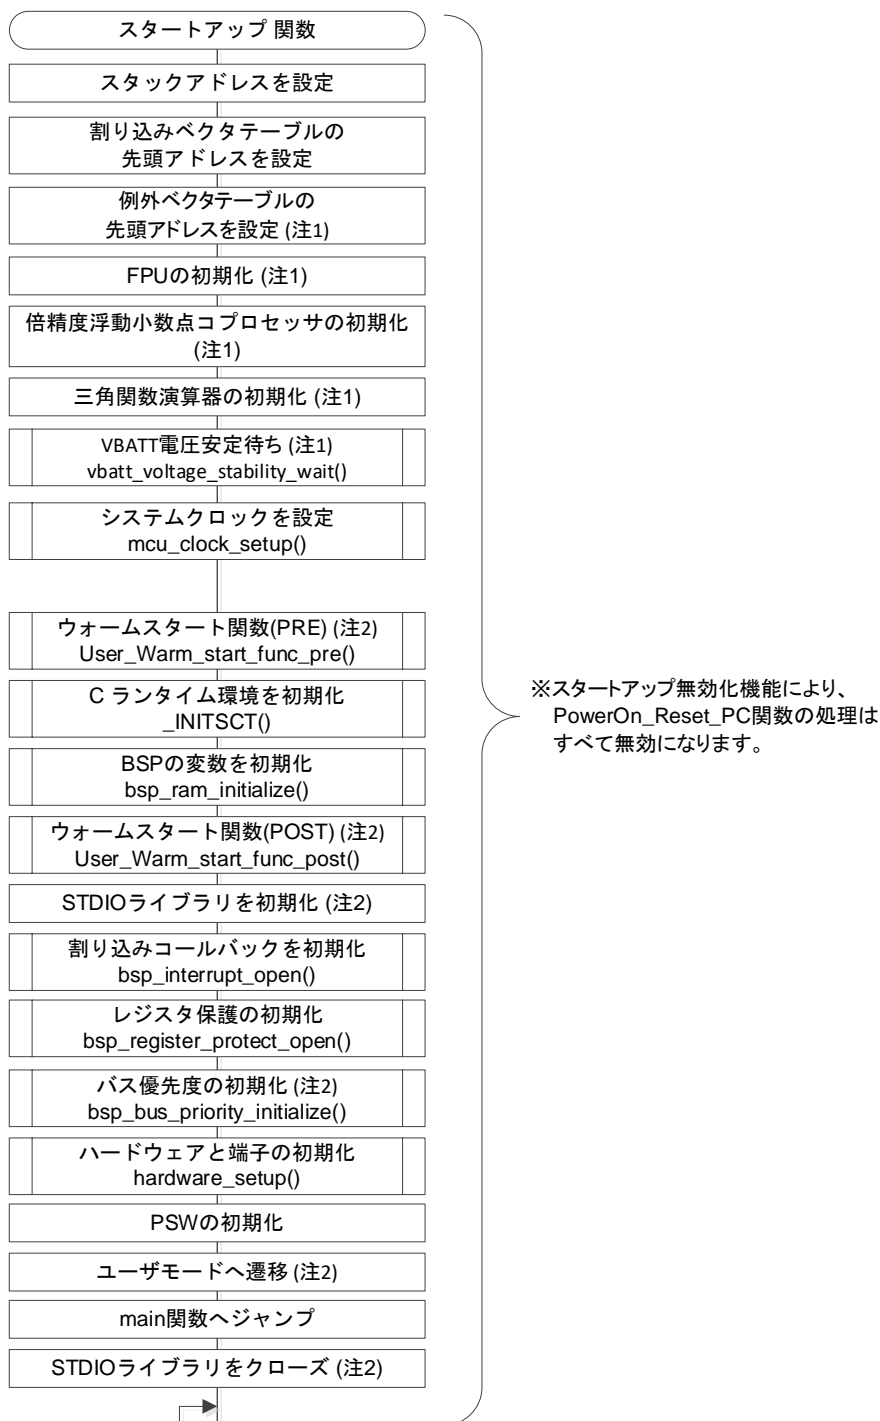 スタートアップ 関数
スタックアドレスを設定
割り込みベクタテーブルの
先頭アドレスを設定
例外ベクタテーブルの
先頭アドレスを設定 (注1)
FPUの初期化 (注1)
倍精度浮動小数点コプロセッサの初期化
(注1)
三角関数演算器の初期化 (注1)
VBATT電圧安定待ち (注1)
vbatt_voltage_stability_wait()
システムクロックを設定
mcu_clock_setup()
ウォームスタート関数(PRE) (注2)
User_Warm_start_func_pre()
C ランタイム環境を初期化
_INITSCT()
BSPの変数を初期化
bsp_ram_initialize()
ウォームスタート関数(POST) (注2)
User_Warm_start_func_post()
STDIOライブラリを初期化 (注2)
割り込みコールバックを初期化
bsp_interrupt_open()
レジスタ保護の初期化
bsp_register_protect_open()
バス優先度の初期化 (注2)
bsp_bus_priority_initialize()
ハードウェアと端子の初期化
hardware_setup()
PSWの初期化
ユーザモードへ遷移 (注2)
main関数へジャンプ
STDIOライブラリをクローズ (注2)
※スタートアップ無効化機能により、
PowerOn_Reset_PC関数の処理は
すべて無効になります。